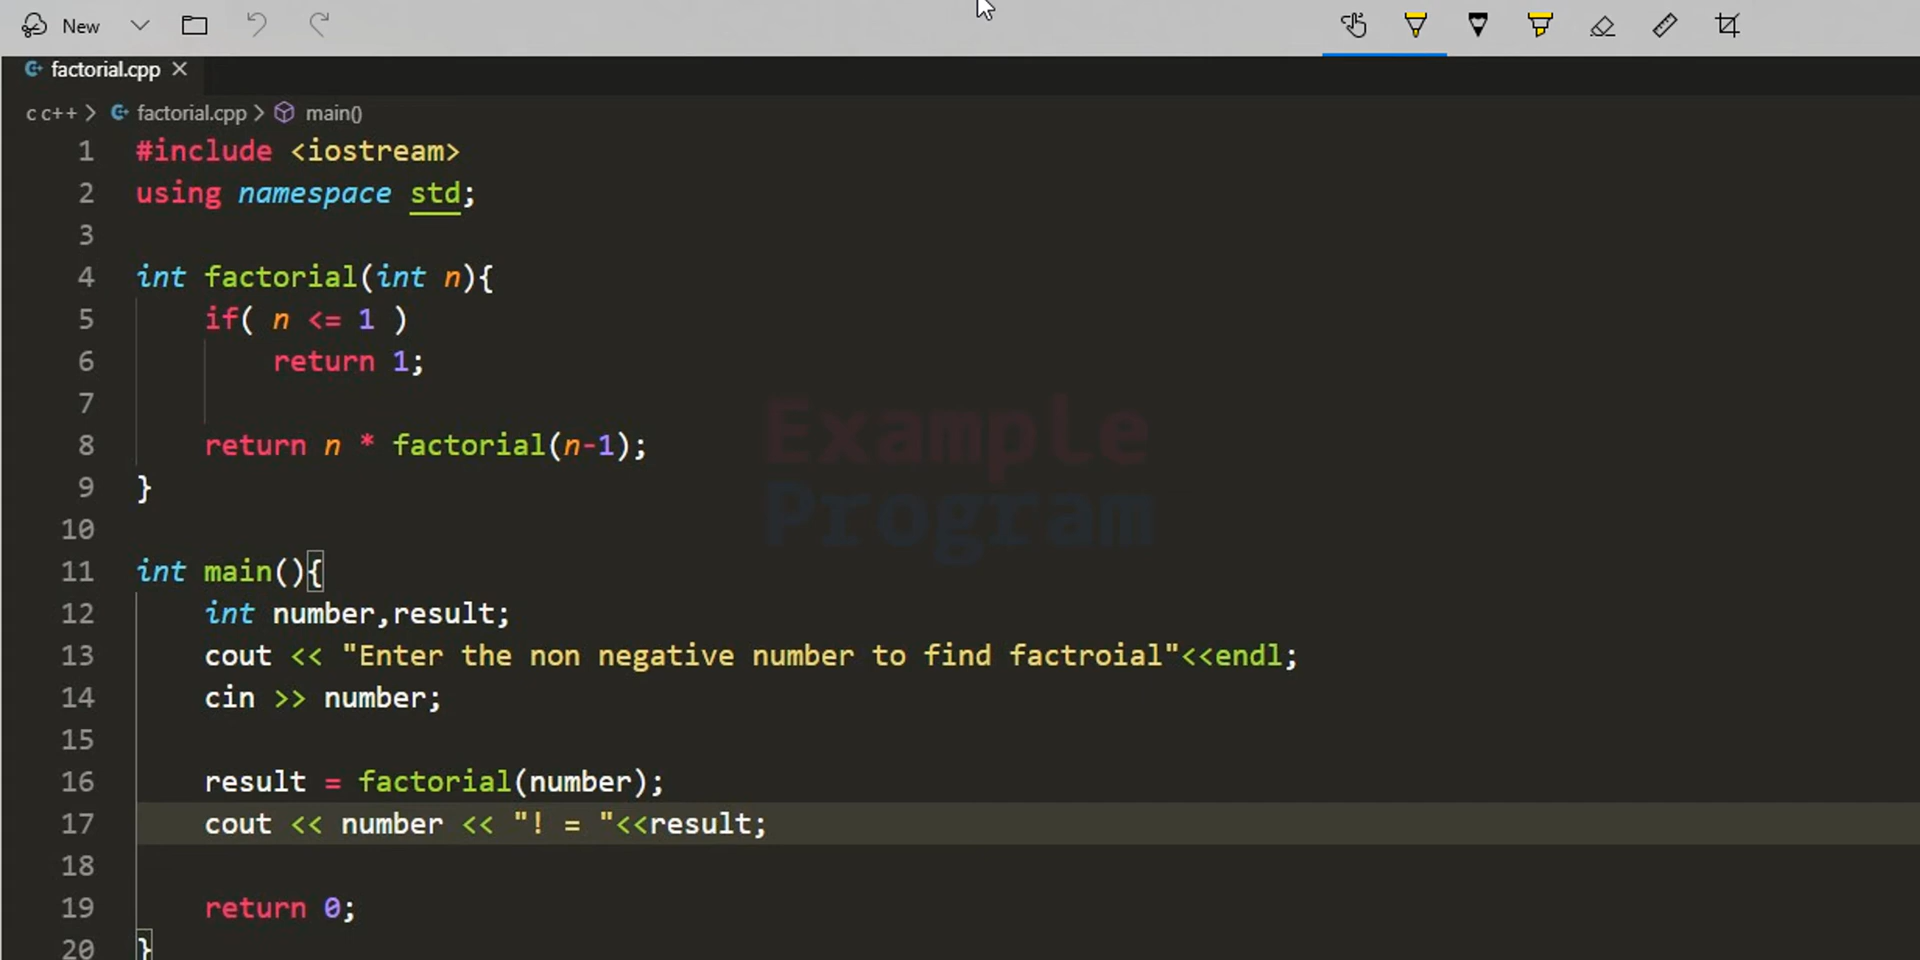 New
factorial.cpp
c c++ > factorial.cpp > main()
1 #include <iostream>
2 using namespace std;
3
4 int factorial(int n){
5 if( n <= 1 )
6 return 1;
7
8 return n * factorial(n-1);
9 }
10
11 int main(){
12 int number,result;
13 cout << "Enter the non negative number to find factroial"<<endl;
14 cin >> number;
15
16 result = factorial(number);
17 cout << number << "! = "<<result;
18
19 return 0;
20 }
Example
Program